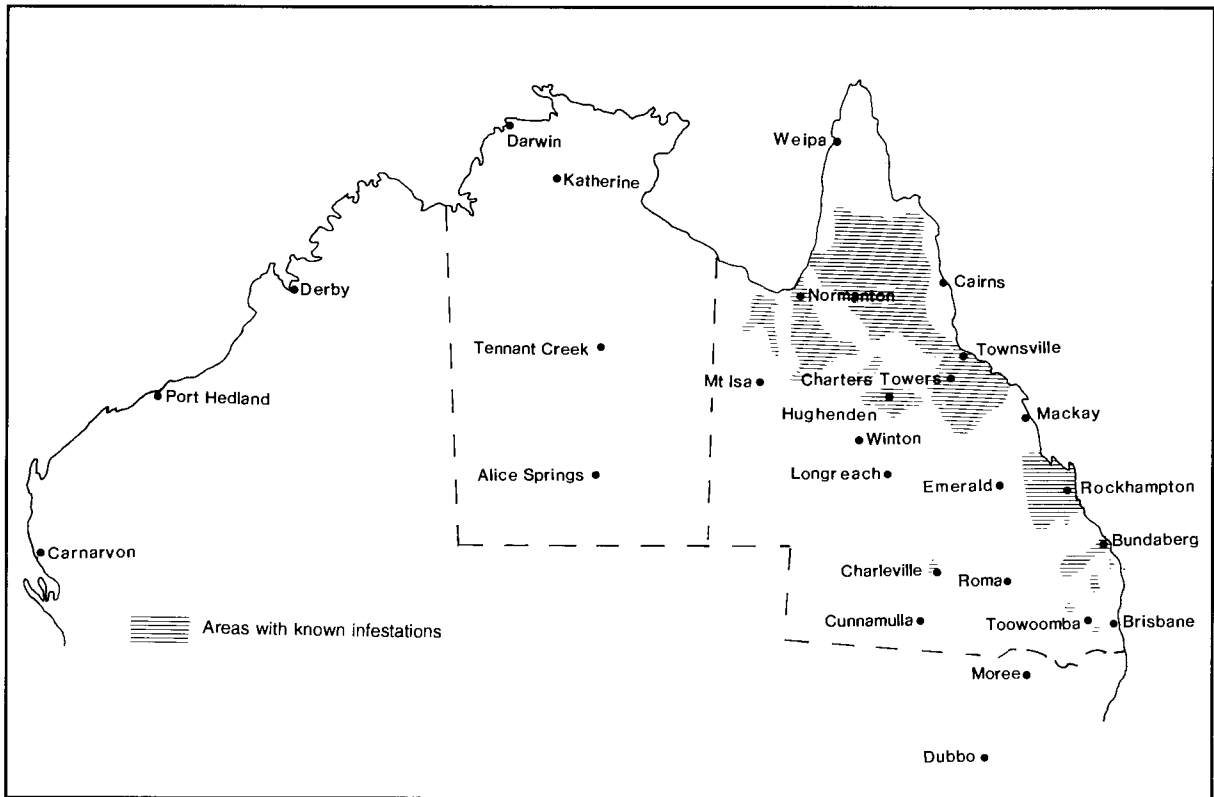 Darwin
Weipa
Katherine
Derby
Normanton
Cairns
Tennant Creek
Townsville
Mt Isa
Charters Towers
Port Hedland
Hughenden
Mackay
Winton
Alice Springs
Longreach
Emerald
Rockhampton
Carnarvon
Bundaberg
Charleville
Roma
Areas with known infestations
Cunnamulla
Toowoomba
Brisbane
Moree
Dubbo